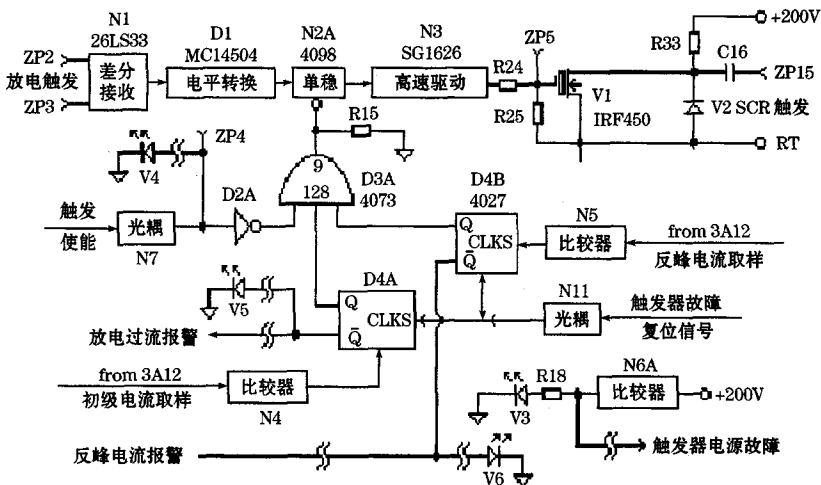 N1
26LS33
D1
MC14504
N2A
4098
N3
SG1626
ZP5
+200V
ZP2
放电触发
ZP3
差分
接收
电平转换
单稳
高速驱动
R24
R33
C16
ZP15
R15
R25
V1
IRF450
V2 SCR 触发
RT
ZP4
V4
9
128
D3A
4073
D2A
D4B
4027
触发
使能
光耦
N7
Q
CLKS
Q̅
N5
比较器
from 3A12
反峰电流取样
V5
D4A
Q
CLKS
Q̅
N11
光耦
触发器故障
复位信号
放电过流报警
from 3A12
初级电流取样
比较器
N4
R18
N6A
比较器
+200V
V3
触发器电源故障
反峰电流报警
V6